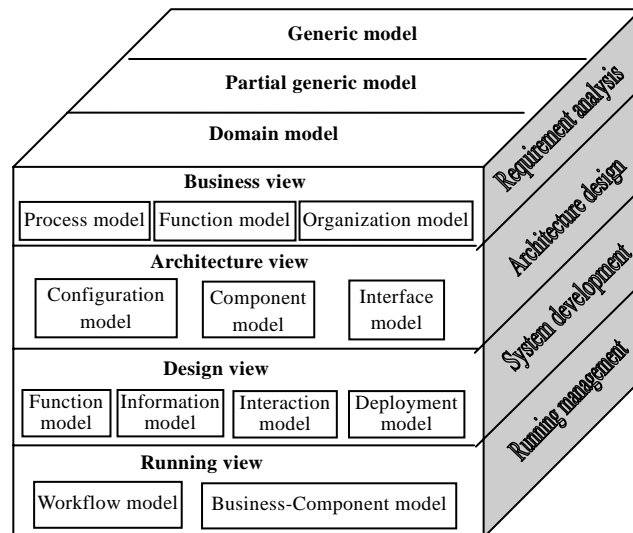 Generic model
Partial generic model
Domain model
Business view
Process model Function model Organization model
Architecture view
Configuration model
Component model
Interface model
Design view
Function model
Information model
Interaction model
Deployment model
Running view
Workflow model Business-Component model
Requirement analysis
Architecture design
System development
Running management